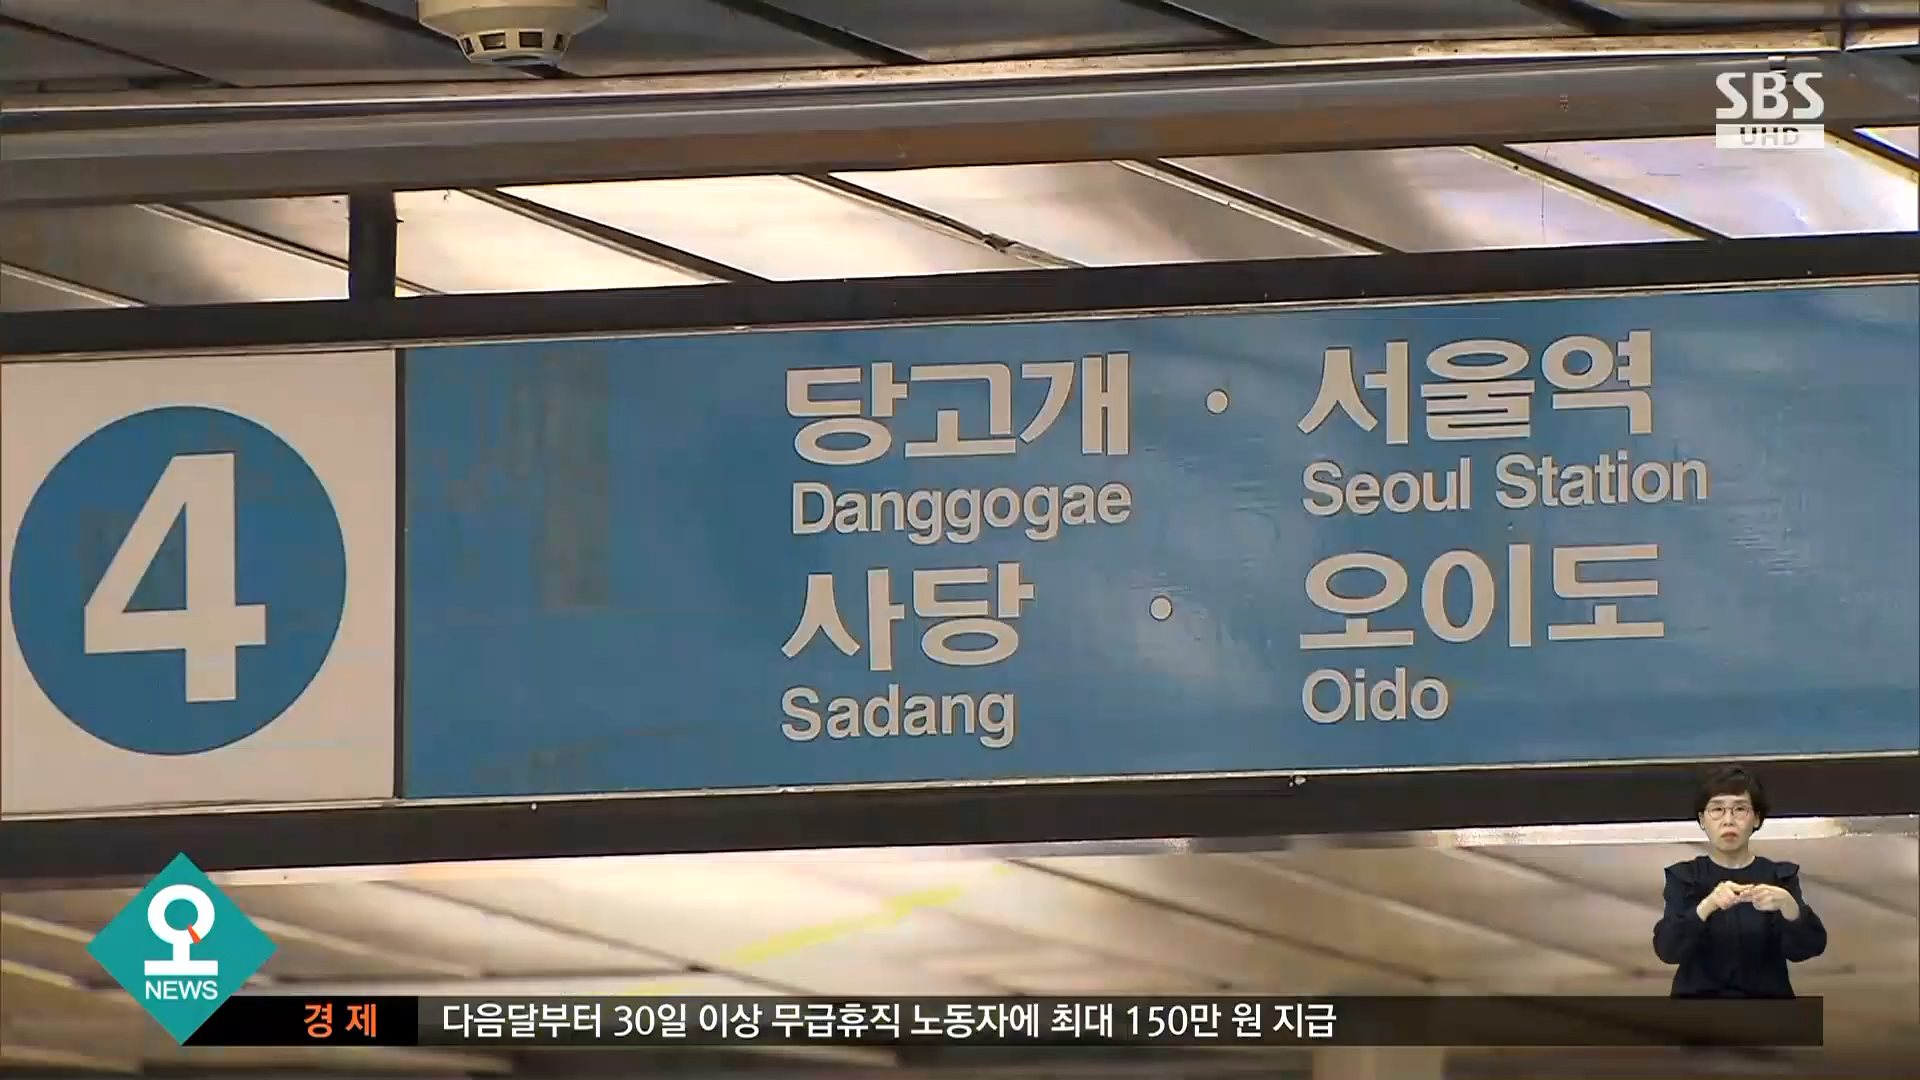 SBS
UHD
4
당고개 · 서울역
Danggogae Seoul Station
사당 · 오이도
Sadang Oido
오
NEWS
경제 다음달부터 30일 이상 무급휴직 노동자에 최대 150만 원 지급